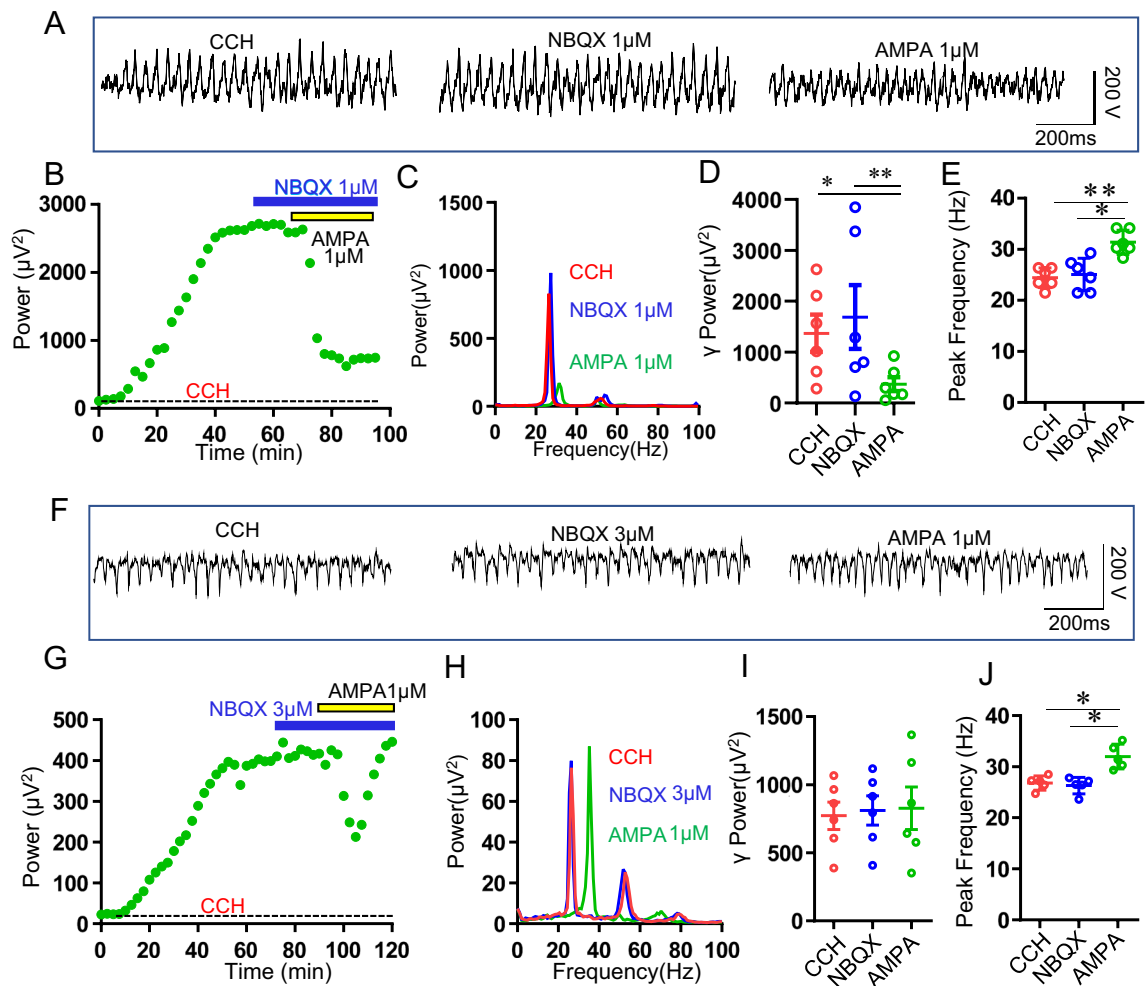 A
CCH
NBQX 1µM
AMPA 1µM
200 V
200ms
B
NBQX 1µM
AMPA
1µM
CCH
Power (µV²)
3000
2000
1000
0
0 20 40 60 80 100
Time (min)
C
Power(µV²)
1500
1000
500
0
CCH
NBQX 1µM
AMPA 1µM
0 20 40 60 80 100
Frequency(Hz)
D
γ Power(µV²)
4000
3000
2000
1000
0
* **
CCH
NBQX
AMPA
E
Peak Frequency (Hz)
40
30
20
10
0
**
*
CCH
NBQX
AMPA
F
CCH
NBQX 3µM
AMPA 1µM
200 V
200ms
G
AMPA1µM
NBQX 3µM
CCH
Power (µV²)
500
400
300
200
100
0
0 20 40 60 80 100 120
Time (min)
H
Power(µV²)
100
80
60
40
20
0
CCH
NBQX 3µM
AMPA 1µM
0 20 40 60 80 100
Frequency(Hz)
I
γ Power(µV²)
1500
1000
500
0
CCH
NBQX
AMPA
J
Peak Frequency (Hz)
40
30
20
10
0
*
*
CCH
NBQX
AMPA